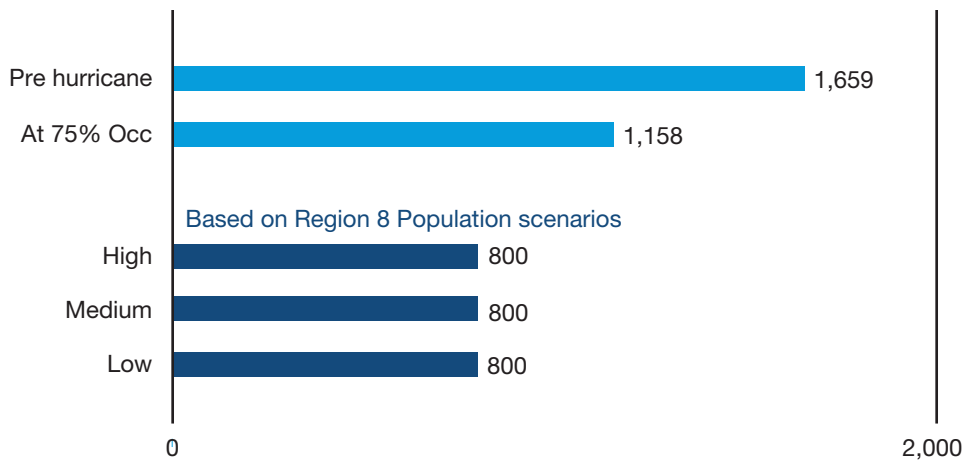 Pre hurricane 1,659
At 75% Occ 1,158
Based on Region 8 Population scenarios
High 800
Medium 800
Low 800
0 2,000